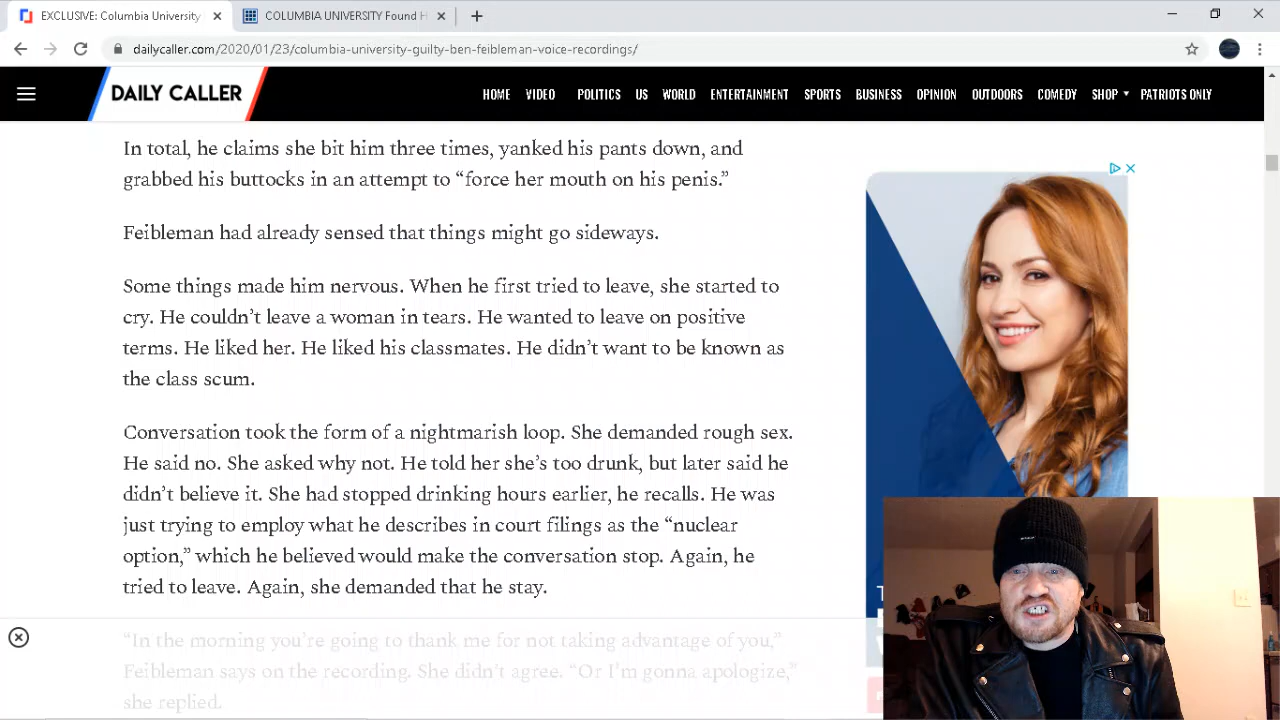 EXCLUSIVE: Columbia University
COLUMBIA UNIVERSITY Found H
dailycaller.com/2020/01/23/columbia-university-guilty-ben-feibleman-voice-recordings/
DAILY CALLER
HOME VIDEO POLITICS US WORLD ENTERTAINMENT SPORTS BUSINESS OPINION OUTDOORS COMEDY SHOP PATRIOTS ONLY
In total, he claims she bit him three times, yanked his pants down, and
grabbed his buttocks in an attempt to “force her mouth on his penis.”
Feibleman had already sensed that things might go sideways.
Some things made him nervous. When he first tried to leave, she started to
cry. He couldn’t leave a woman in tears. He wanted to leave on positive
terms. He liked her. He liked his classmates. He didn’t want to be known as
the class scum.
Conversation took the form of a nightmarish loop. She demanded rough sex.
He said no. She asked why not. He told her she’s too drunk, but later said he
didn’t believe it. She had stopped drinking hours earlier, he recalls. He was
just trying to employ what he describes in court filings as the “nuclear
option,” which he believed would make the conversation stop. Again, he
tried to leave. Again, she demanded that he stay.
“In the morning you’re going to thank me for not taking advantage of you,”
Feibleman says on the recording. She didn’t agree. “Or I’m gonna apologize,”
she replied.